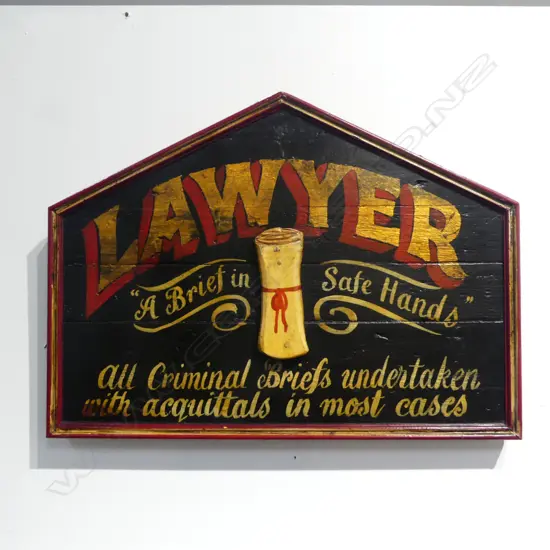 LAWYER
"A Brief in Safe Hands"
all Criminal Briefs undertaken
with acquittals in most cases